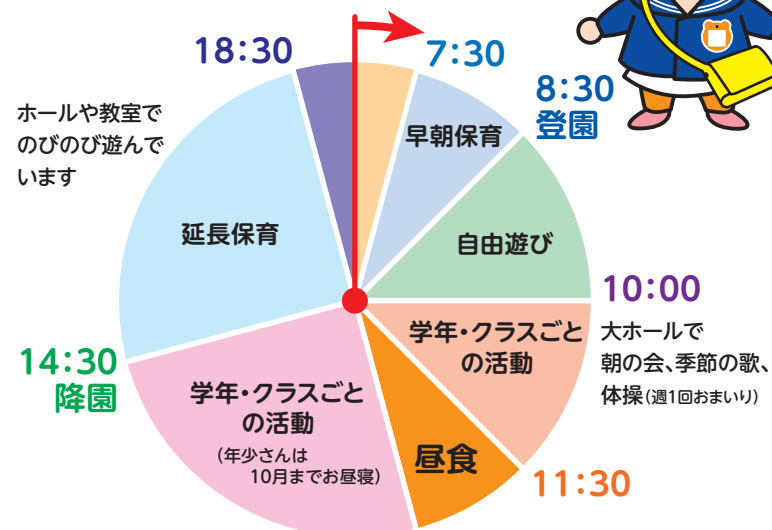 18:30
7:30
8:30
登園
ホールや教室で
のびのび遊んで
います
早朝保育
延長保育
自由遊び
10:00
大ホールで
朝の会、季節の歌、
体操(週1回おまいり)
学年・クラスごと
の活動
14:30
降園
学年・クラスごと
の活動
(年少さんは
10月までお昼寝)
昼食
11:30